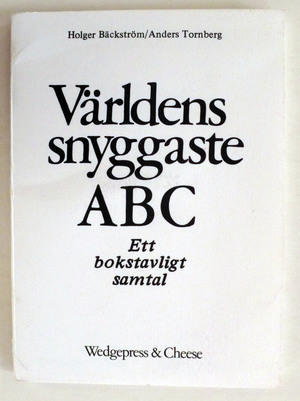 Holger Bäckström/Anders Tornberg
Världens
snyggaste
ABC
Ett
bokstavligt
samtal
Wedgepress & Cheese